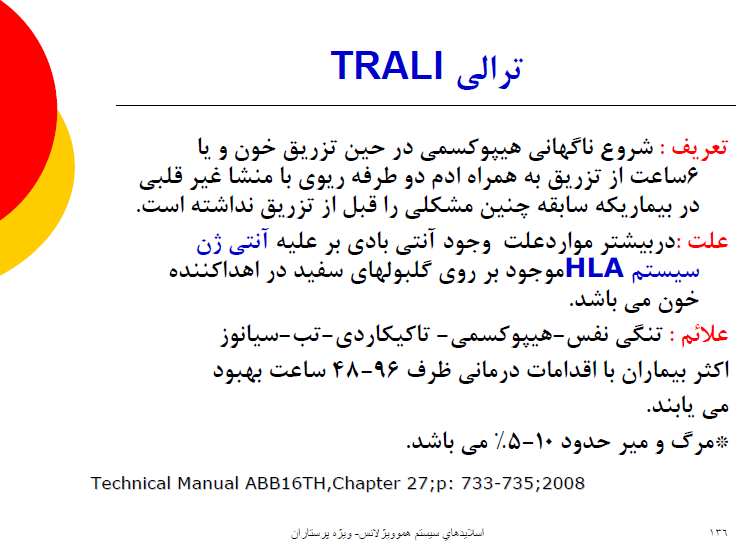 ترالی TRALI
تعریف : شروع ناگهانی هیپوکسمی در حین تزریق خون و یا
۶ساعت از تزریق به همراه ادم دو طرفه ریوی با منشا غیر قلبی
در بیماریکه سابقه چنین مشکلی را قبل از تزریق نداشته است.
علت :دربیشتر مواردعلت وجود آنتی بادی بر علیه آنتی ژن
سیستم HLAموجود بر روی گلبولهای سفید در اهداکننده
خون می باشد.
علائم : تنگی نفس-هیپوکسمی- تاکیکاردی-تب-سیانوز
اکثر بیماران با اقدامات درمانی ظرف ۹۶-۴۸ ساعت بهبود
می یابند.
*مرگ و میر حدود ۱۰-۵٪ می باشد.
Technical Manual ABB16TH,Chapter 27;p: 733-735;2008
اسلایدهاي سیستم هموویژلانس- ویژه پرستاران
۱۳٦